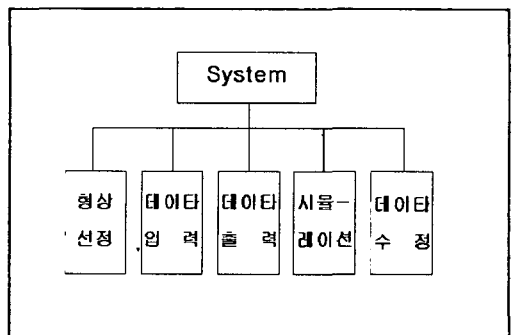 System
형상 데이타 데이타 시뮬- 데이타
선정 입 력 출 력 레이션 수 정